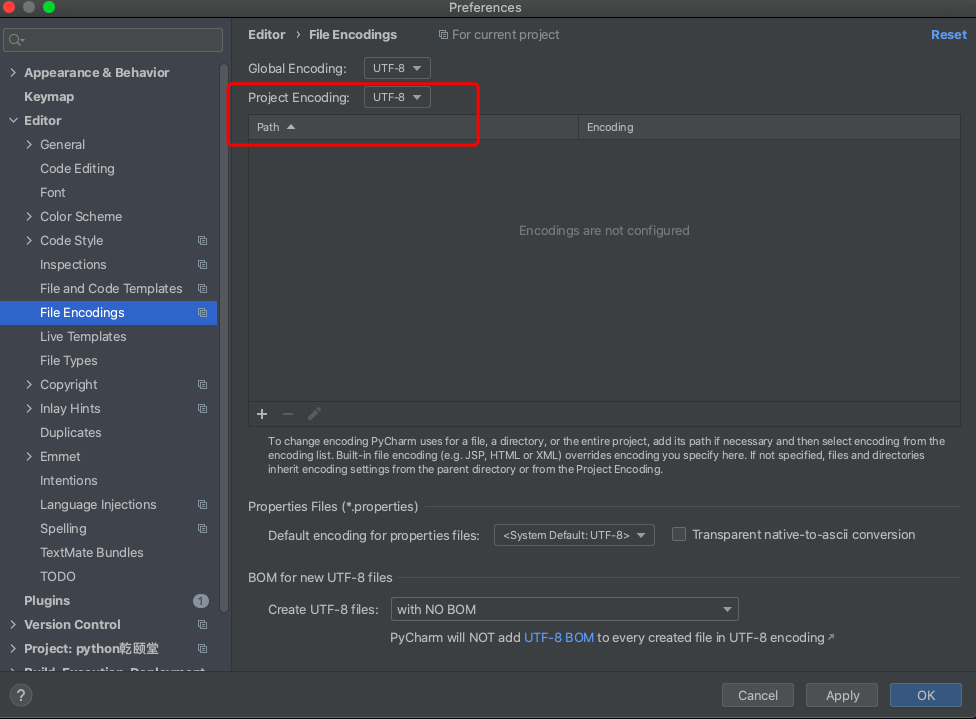 Preferences
Editor › File Encodings For current project Reset
Global Encoding: UTF-8
Project Encoding: UTF-8
Path Encoding
Encodings are not configured
To change encoding PyCharm uses for a file, a directory, or the entire project, add its path if necessary and then select encoding from the
encoding list. Built-in file encoding (e.g. JSP, HTML or XML) overrides encoding you specify here. If not specified, files and directories
inherit encoding settings from the parent directory or from the Project Encoding.
Properties Files (*.properties)
Default encoding for properties files: <System Default: UTF-8> Transparent native-to-ascii conversion
BOM for new UTF-8 files
Create UTF-8 files: with NO BOM
PyCharm will NOT add UTF-8 BOM to every created file in UTF-8 encoding
Appearance & Behavior
Keymap
Editor
General
Code Editing
Font
Color Scheme
Code Style
Inspections
File and Code Templates
File Encodings
Live Templates
File Types
Copyright
Inlay Hints
Duplicates
Emmet
Intentions
Language Injections
Spelling
TextMate Bundles
TODO
Plugins 1
Version Control
Project: python乾颐堂
Build, Execution, Deployment
? Cancel Apply OK